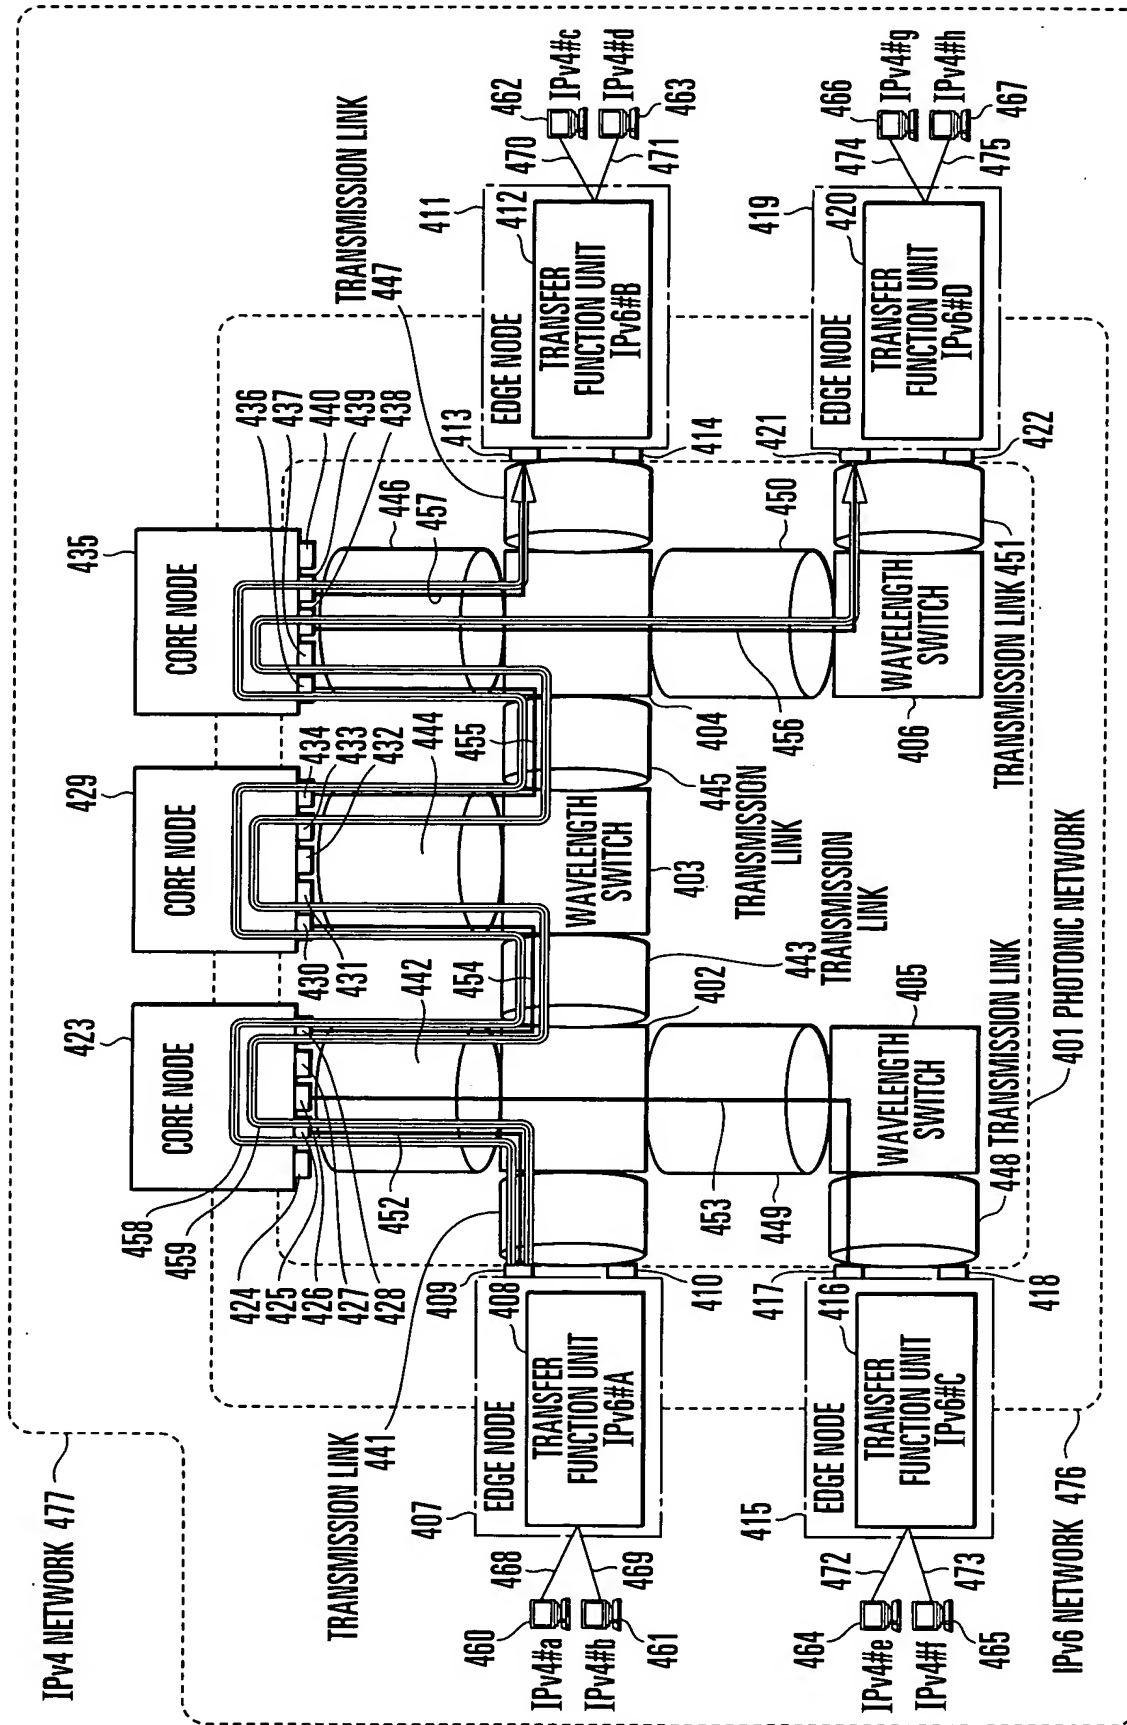 IPv4 NETWORK 477
435
CORE NODE
436
437
440
439
438
429
CORE NODE
434
433
432
430
431
423
CORE NODE
458
459
424
425
426
427
428
TRANSMISSION LINK
447
446
457
444
455
442
454
452
TRANSMISSION LINK
441
411
EDGE NODE
412
TRANSFER
FUNCTION UNIT
IPv6#B
413
414
462
IPv4#c
IPv4#d
463
470
471
404
445
TRANSMISSION
LINK
WAVELENGTH
SWITCH
403
443
TRANSMISSION
LINK
402
407
EDGE NODE
408
TRANSFER
FUNCTION UNIT
IPv6#A
409
410
460
IPv4#a
IPv4#b
461
468
469
450
456
453
449
419
EDGE NODE
420
TRANSFER
FUNCTION UNIT
IPv6#D
421
422
466
IPv4#g
IPv4#h
467
474
475
WAVELENGTH
SWITCH
406
TRANSMISSION LINK 451
WAVELENGTH
SWITCH
405
448 TRANSMISSION LINK
401 PHOTONIC NETWORK
415
EDGE NODE
416
TRANSFER
FUNCTION UNIT
IPv6#C
417
418
464
IPv4#e
IPv4#f
465
472
473
IPv6 NETWORK 476